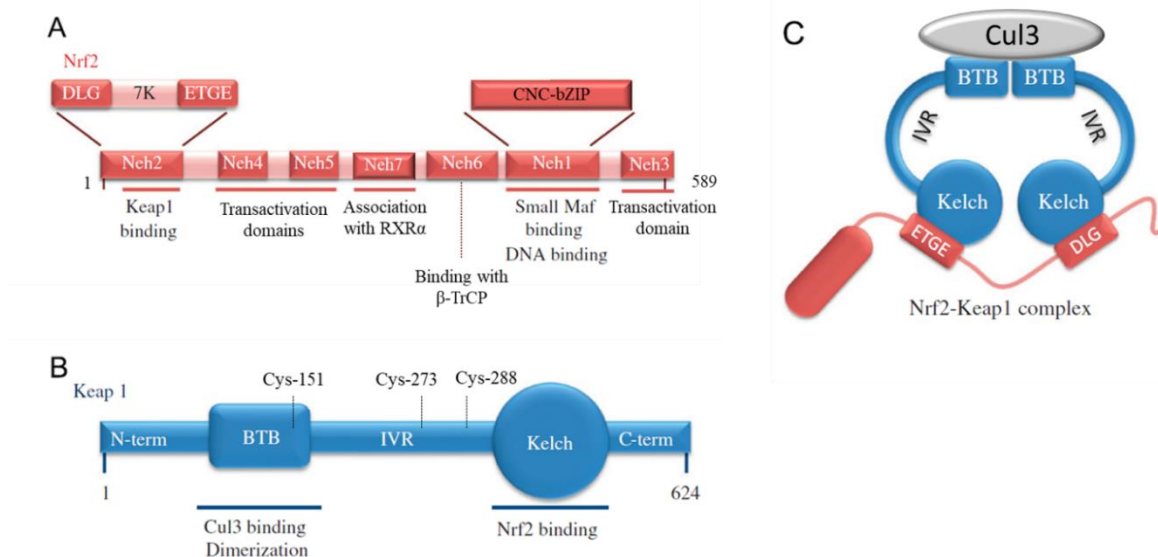 A
Nrf2
DLG 7K ETGE
CNC-bZIP
Neh2 Neh4 Neh5 Neh7 Neh6 Neh1 Neh3
1
589
Keap1
binding
Transactivation
domains
Association
with RXRα
Binding with
β-TrCP
Small Maf
binding
DNA binding
Transactivation
domain
B
Keap 1
Cys-151 Cys-273 Cys-288
N-term BTB IVR Kelch C-term
1
624
Cul3 binding
Dimerization
Nrf2 binding
C
Cul3
BTB BTB
IVR IVR
Kelch Kelch
ETGE DLG
Nrf2-Keap1 complex